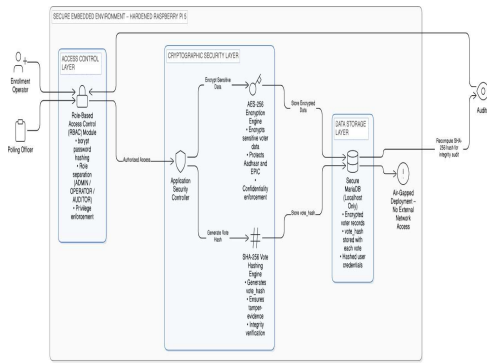 SECURE EMBEDDED ENVIRONMENT – HARDENED RASPBERRY PI 5
ACCESS CONTROL
LAYER
Enrollment
Operator
Polling Officer
Role-Based
Access Control
(RBAC) Module
• bcrypt
password
hashing
• Role
separation
(ADMIN /
OPERATOR /
AUDITOR)
• Privilege
enforcement
Authorized Access
CRYPTOGRAPHIC SECURITY LAYER
Application
Security
Controller
Encrypt Sensitive
Data
Generate Vote
Hash
AES-256
Encryption
Engine
• Encrypts
sensitive voter
data
• Protects
Aadhaar and
EPIC
•
Confidentiality
enforcement
#
SHA-256 Vote
Hashing
Engine
• Generates
vote_hash
• Ensures
tamper-
evidence
• Integrity
verification
Store Encrypted
Data
Store vote_hash
DATA STORAGE
LAYER
Secure
MariaDB
(Localhost
Only)
• Encrypted
voter records
• vote_hash
stored with
each vote
• Hashed user
credentials
Recompute SHA-
256 hash for
integrity audit
Air-Gapped
Deployment –
No External
Network
Access
Audit